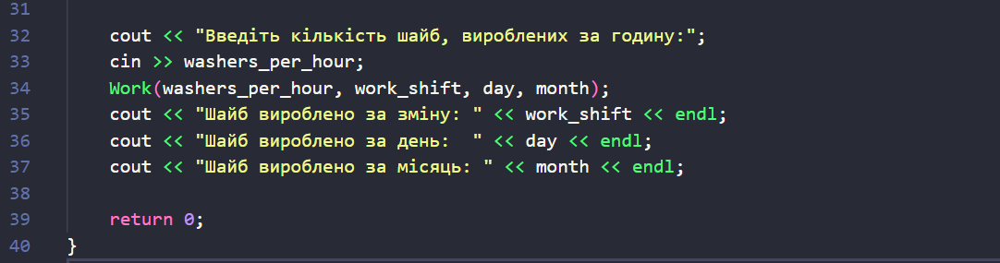 31
32 cout << "Введіть кількість шайб, вироблених за годину:";
33 cin >> washers_per_hour;
34 Work(washers_per_hour, work_shift, day, month);
35 cout << "Шайб вироблено за зміну: " << work_shift << endl;
36 cout << "Шайб вироблено за день:  " << day << endl;
37 cout << "Шайб вироблено за місяць: " << month << endl;
38
39 return 0;
40 }